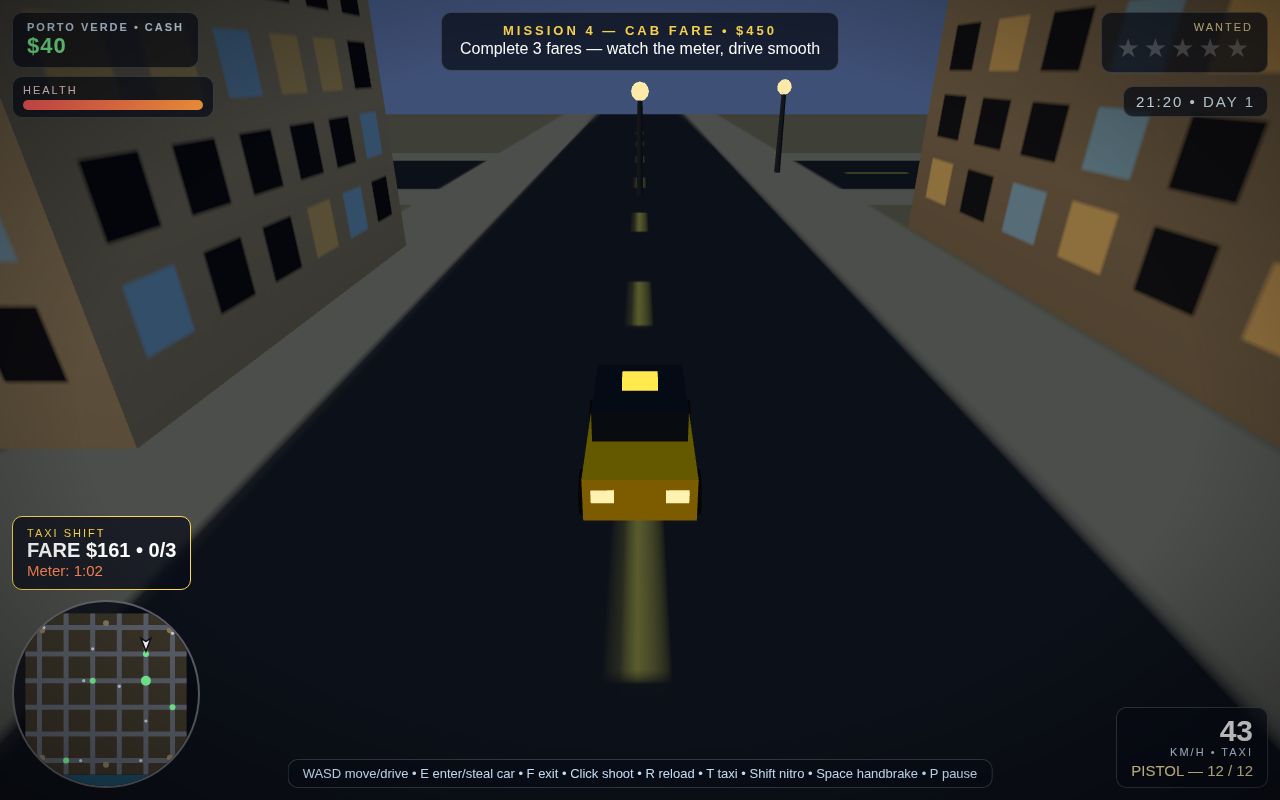 PORTO VERDE • CASH
$40
HEALTH
MISSION 4 — CAB FARE • $450
Complete 3 fares — watch the meter, drive smooth
WANTED
★★★★★
21:20 • DAY 1
TAXI SHIFT
FARE $161 • 0/3
Meter: 1:02
43
KM/H • TAXI
PISTOL — 12 / 12
WASD move/drive • E enter/steal car • F exit • Click shoot • R reload • T taxi • Shift nitro • Space handbrake • P pause